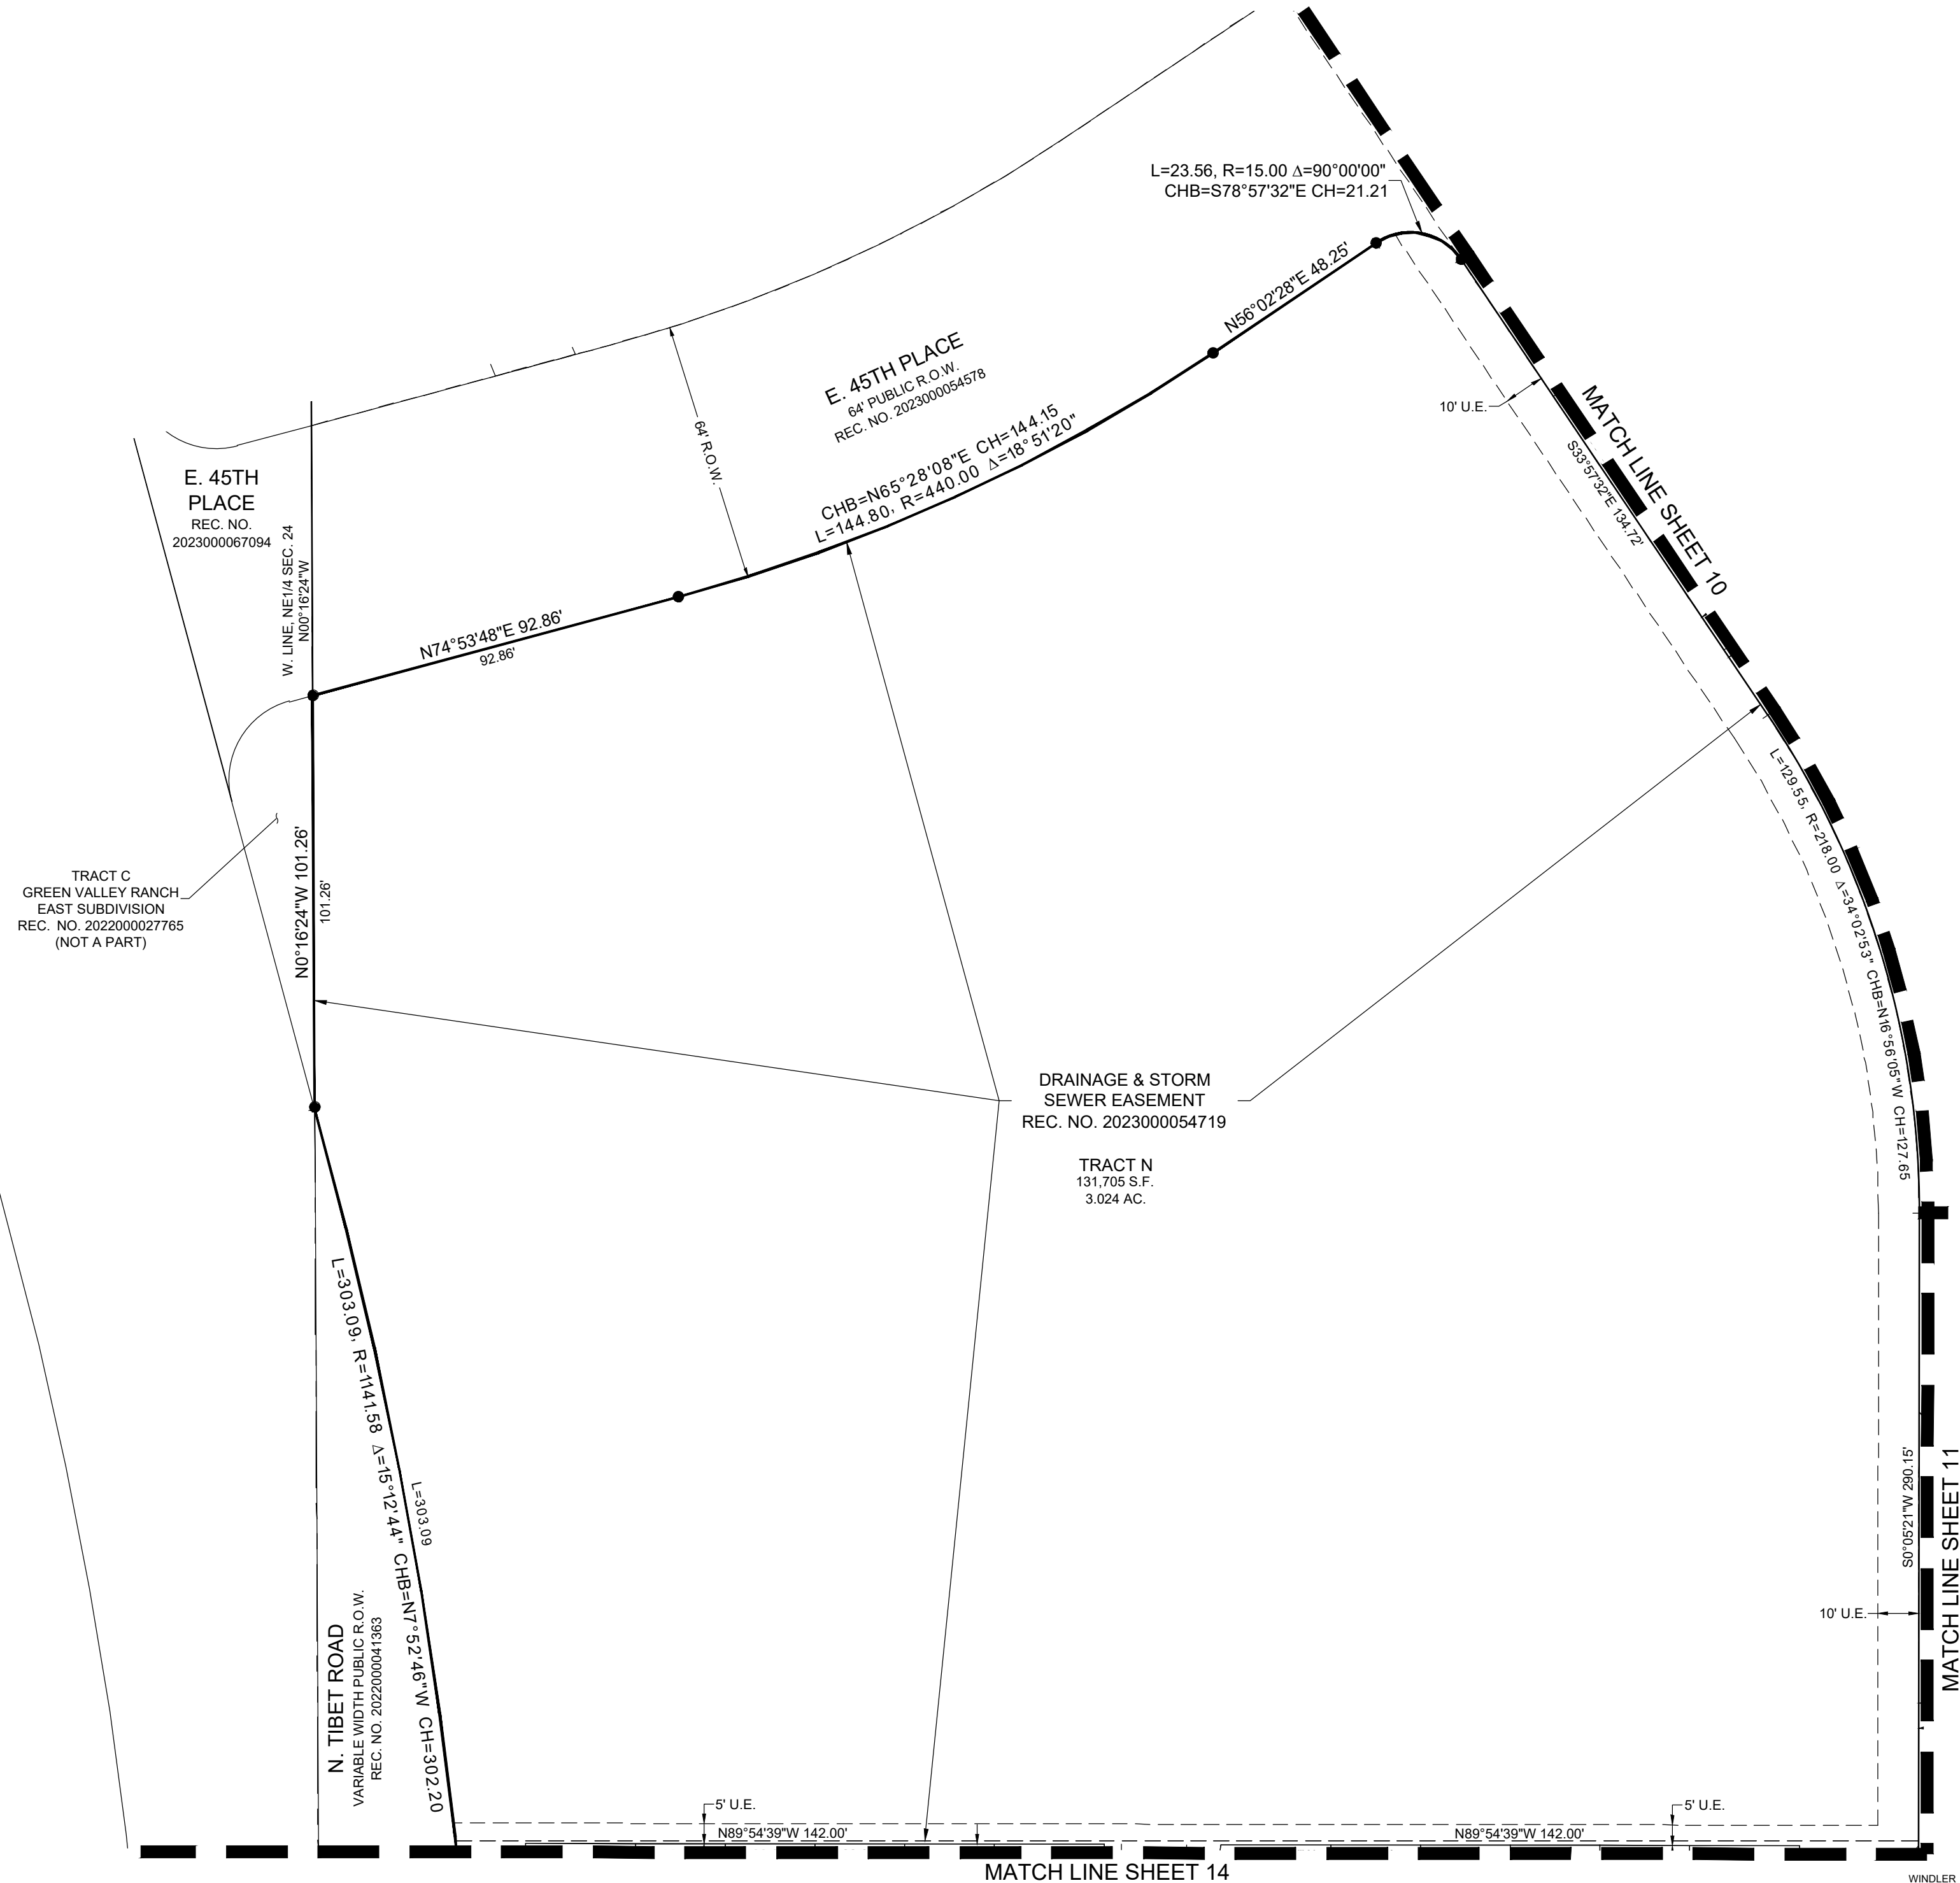 L=23.56, R=15.00 Δ=90°00'00"
CHB=S78°57'32"E CH=21.21
N56°02'28"E 48.25'
E. 45TH PLACE
64' PUBLIC R.O.W.
REC. NO. 2023000054578
64' R.O.W.
CHB=N65°28'08"E CH=144.15
L=144.80, R=440.00 Δ=18°51'20"
10' U.E.
MATCH LINE SHEET 10
S33°57'32"E 134.72'
E. 45TH
PLACE
REC. NO.
2023000067094
W. LINE, NE1/4 SEC. 24
N00°16'24"W
N74°53'48"E 92.86'
92.86'
L=129.55, R=218.00 Δ=34°02'53" CHB=N16°56'05"W CH=127.65
N0°16'24"W 101.26'
101.26'
TRACT C
GREEN VALLEY RANCH
EAST SUBDIVISION
REC. NO. 2022000027765
(NOT A PART)
DRAINAGE & STORM
SEWER EASEMENT
REC. NO. 2023000054719
TRACT N
131,705 S.F.
3.024 AC.
L=303.09, R=1141.58 Δ=15°12'44" CHB=N7°52'46"W CH=302.20
L=303.09
N. TIBET ROAD
VARIABLE WIDTH PUBLIC R.O.W.
REC. NO. 2022000041363
S0°05'21"W 290.15'
MATCH LINE SHEET 11
10' U.E.
5' U.E.
N89°54'39"W 142.00'
5' U.E.
N89°54'39"W 142.00'
MATCH LINE SHEET 14
WINDLER